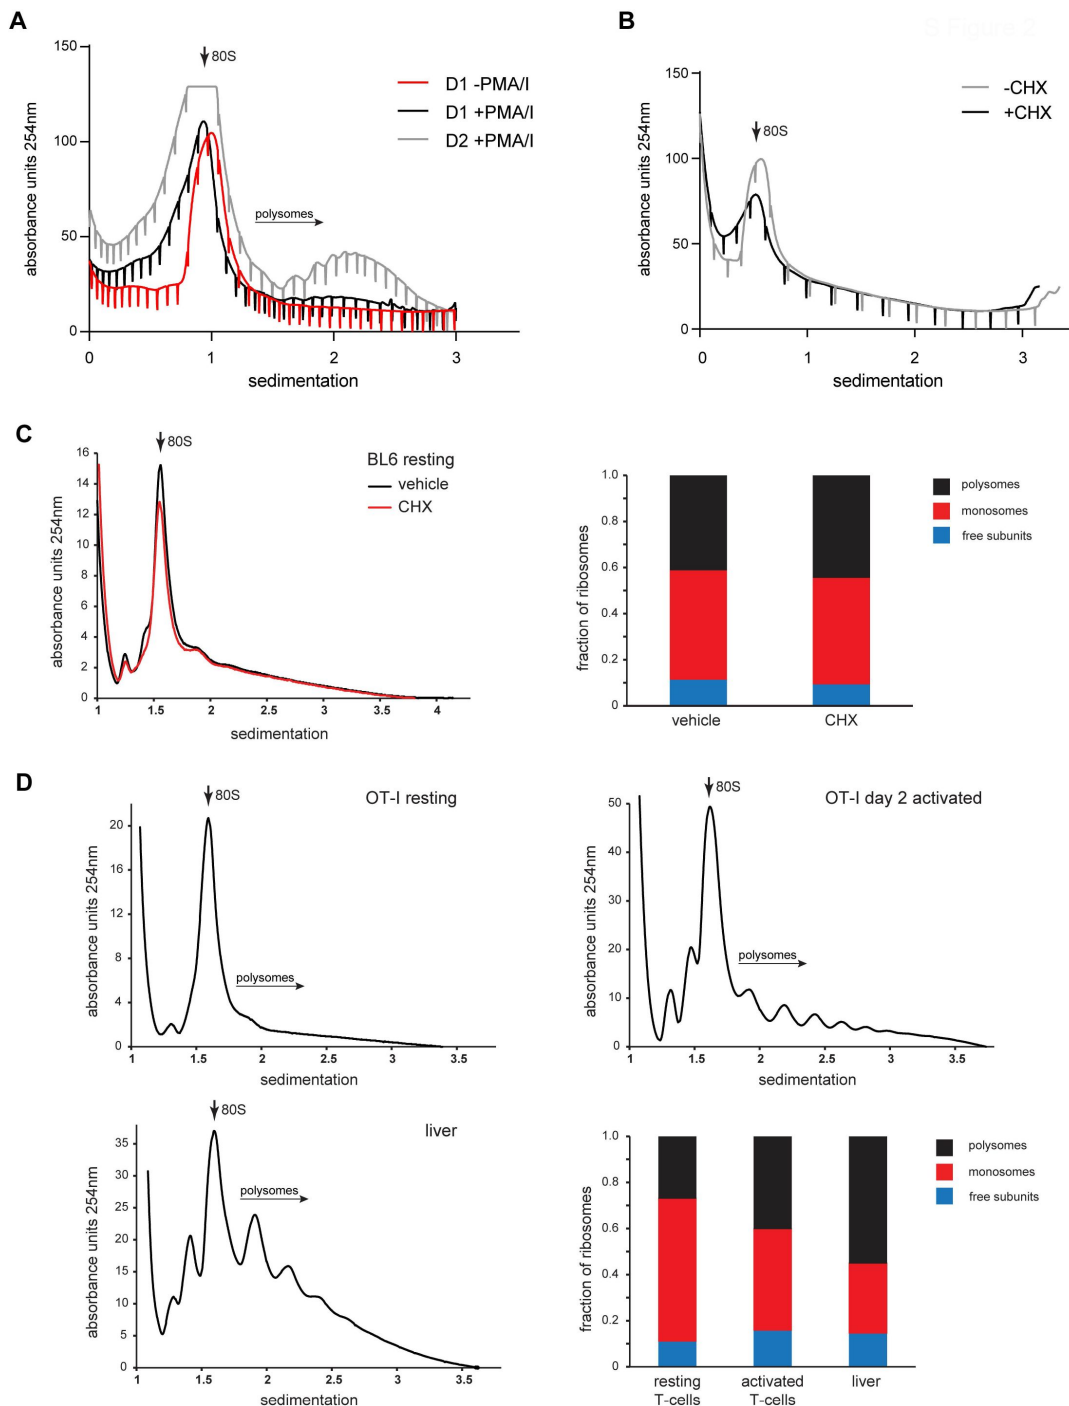 A
150
100
50
0
absorbance units 254nm
80S
D1 -PMA/I
D1 +PMA/I
D2 +PMA/I
polysomes
0 1 2 3
sedimentation
B
150
100
50
0
absorbance units 254nm
80S
-CHX
+CHX
0 1 2 3
sedimentation
C
16
14
12
10
8
6
4
2
0
absorbance units 254nm
80S
BL6 resting
vehicle
CHX
1 1.5 2 2.5 3 3.5 4
sedimentation
1.0
0.8
0.6
0.4
0.2
0
fraction of ribosomes
vehicle CHX
polysomes
monosomes
free subunits
D
20
16
12
8
4
0
absorbance units 254nm
80S
OT-I resting
polysomes
1 1.5 2 2.5 3 3.5
sedimentation
50
40
30
20
10
0
absorbance units 254nm
80S
OT-I day 2 activated
polysomes
1 1.5 2 2.5 3 3.5
sedimentation
35
30
25
20
15
10
5
0
absorbance units 254nm
80S
liver
polysomes
1 1.5 2 2.5 3 3.5
sedimentation
1.0
0.8
0.6
0.4
0.2
0
fraction of ribosomes
resting activated liver
T-cells T-cells
polysomes
monosomes
free subunits